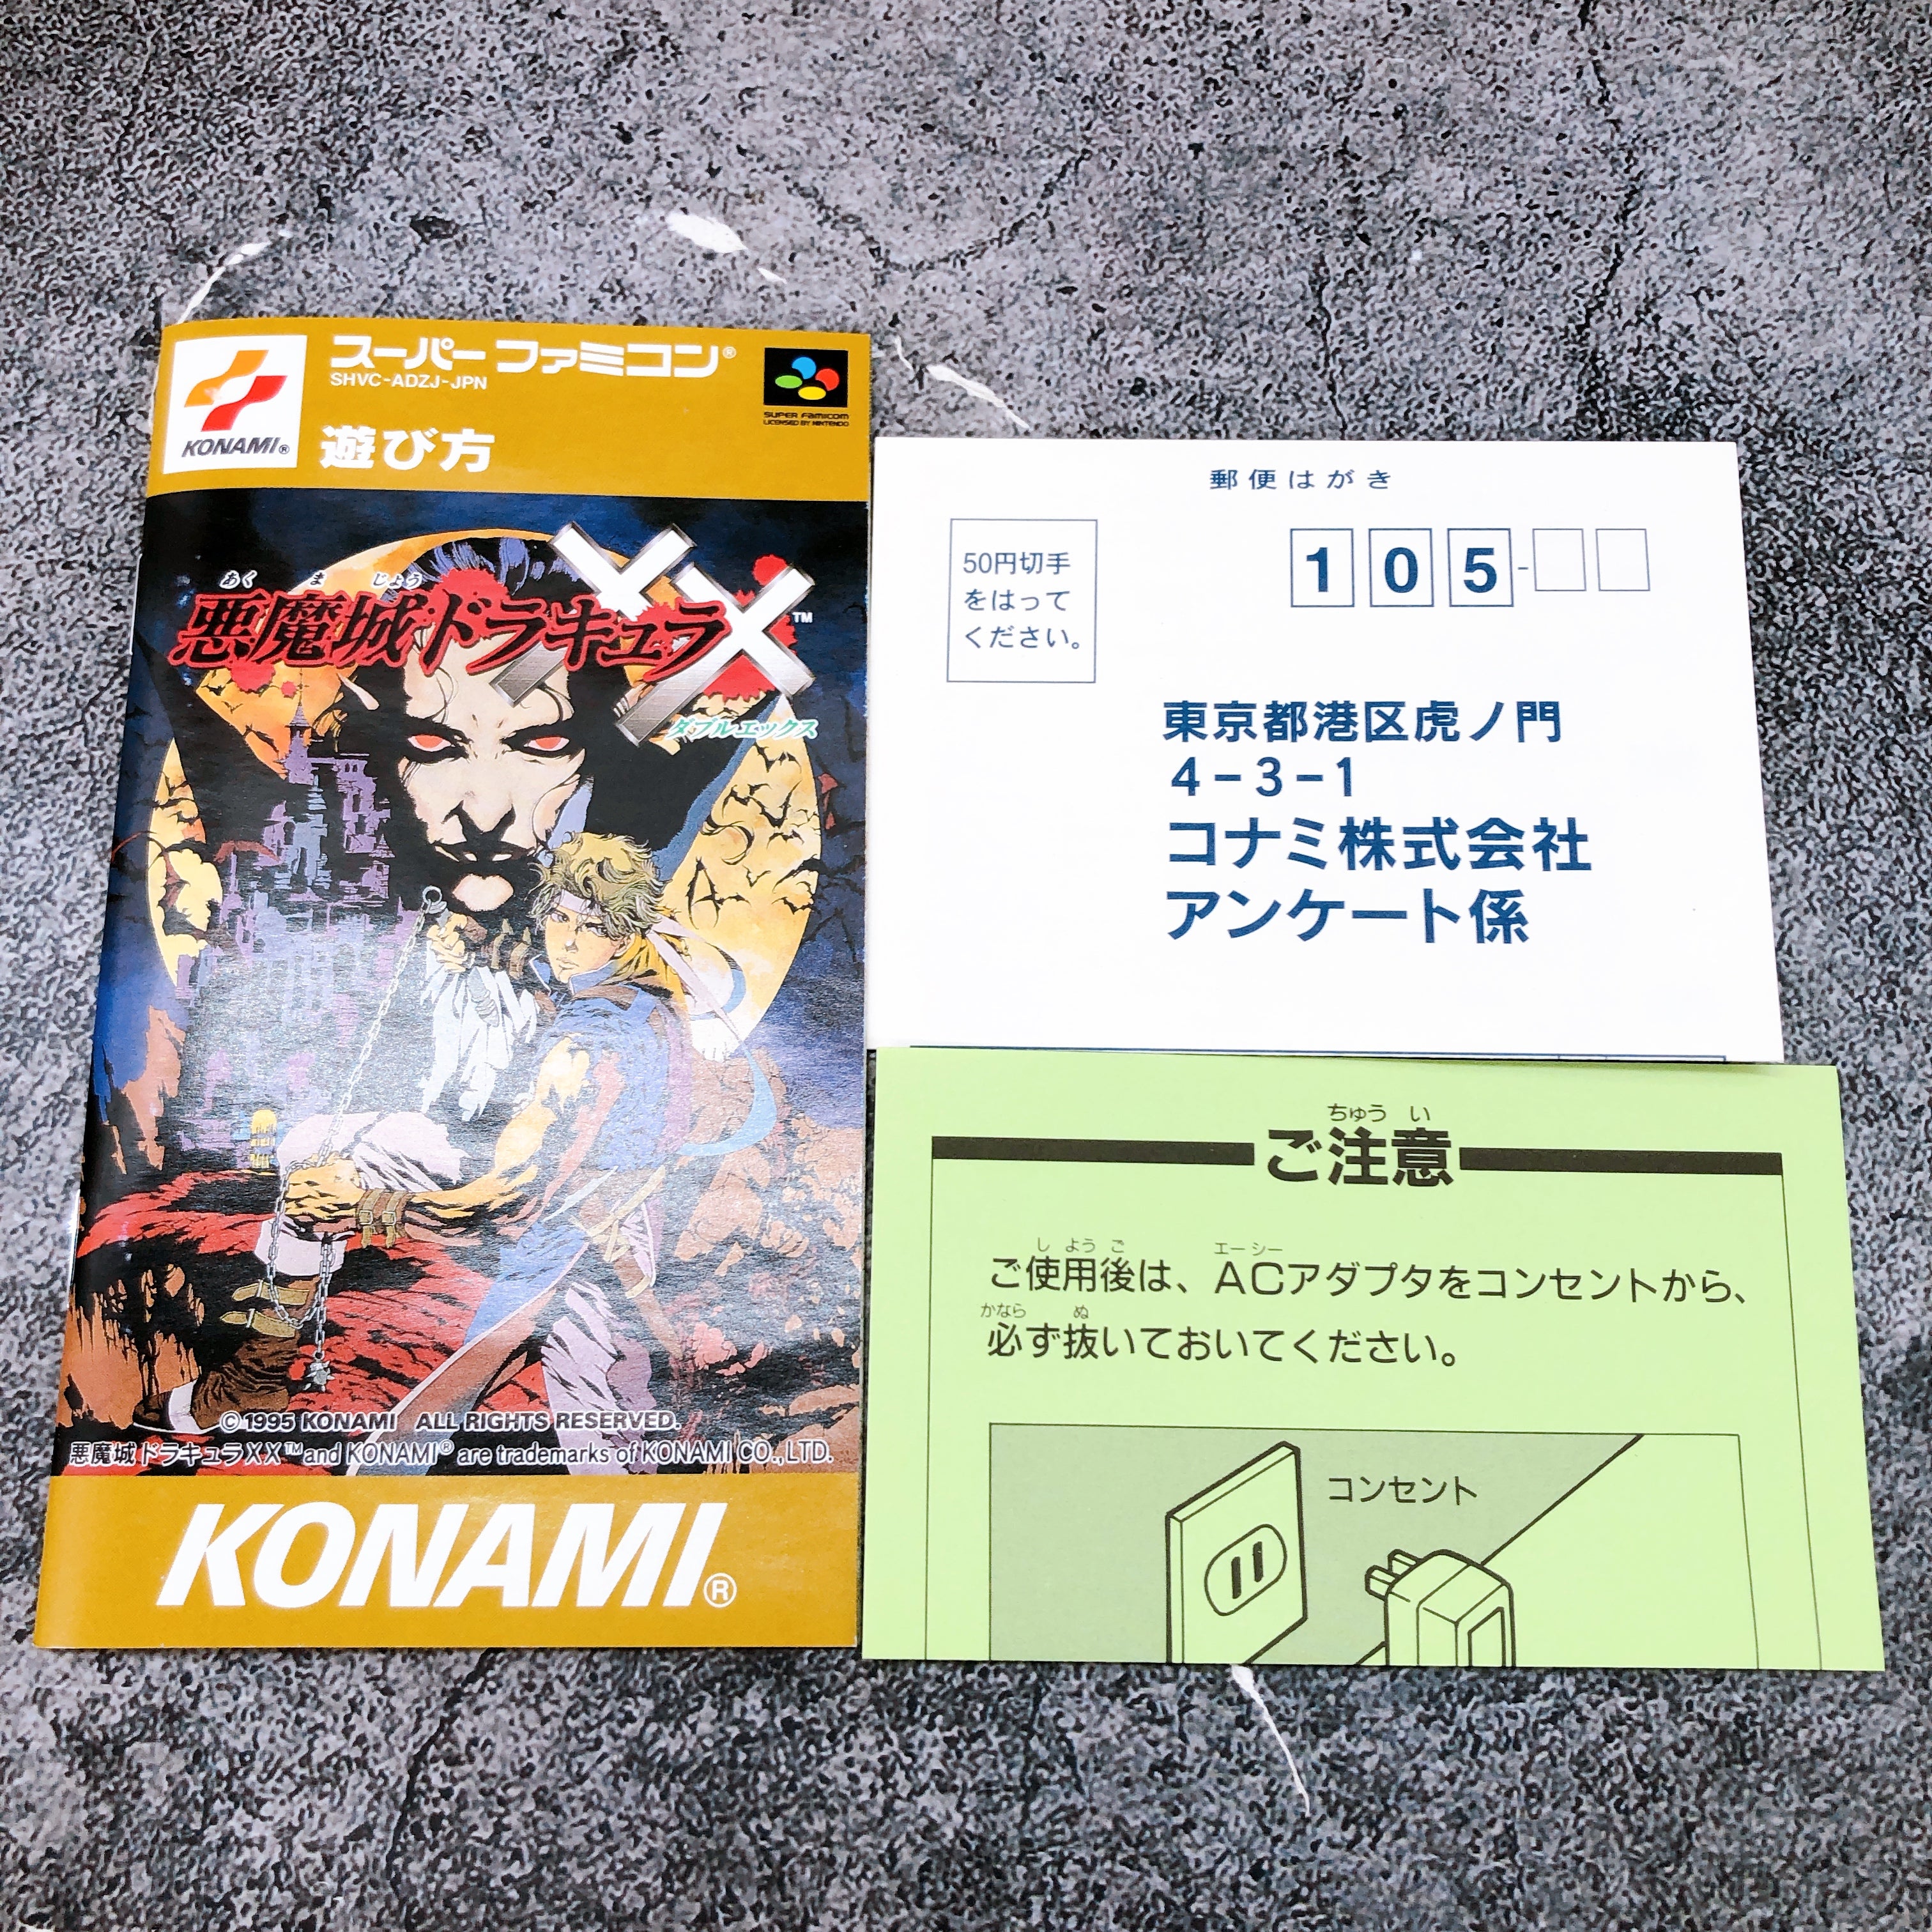 KONAMI®
スーパーファミコン®
SHVC-ADZJ-JPN
遊び方
SUPER FAMICOM
LICENSED BY NINTENDO
あくまじょう
悪魔城ドラキュラXX™
ダブルエックス
©1995 KONAMI ALL RIGHTS RESERVED.
悪魔城ドラキュラXX™ and KONAMI® are trademarks of KONAMI CO.,LTD.
KONAMI®
郵便はがき
50円切手
をはって
ください。
105-
東京都港区虎ノ門
4-3-1
コナミ株式会社
アンケート係
ちゅうい
ご注意
しようご エーシー
ご使用後は、ACアダプタをコンセントから、
かなら ぬ
必ず抜いておいてください。
コンセント